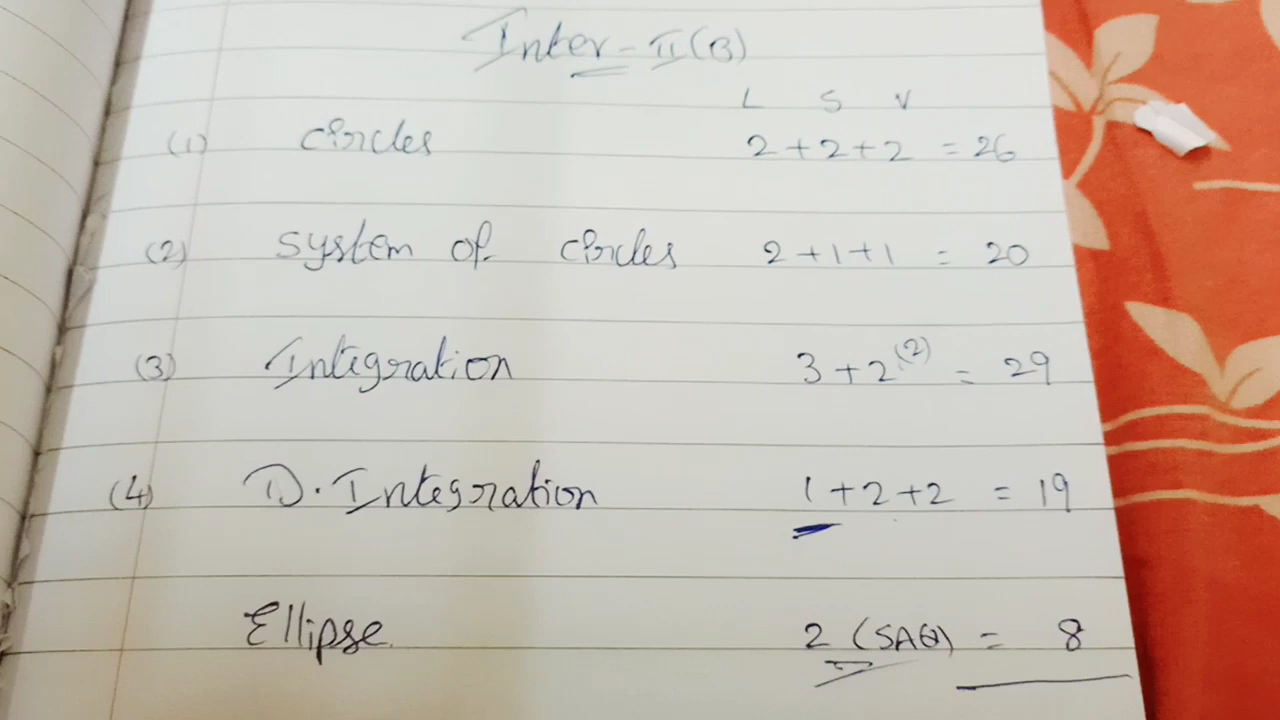 Inter - II (B)
L S V
(1) Circles 2 + 2 + 2 = 26
(2) System of Circles 2 + 1 + 1 = 20
(3) Integration 3 + 2 (2) = 29
(4) D. Integration 1 + 2 + 2 = 19
Ellipse 2 (SAQ) = 8